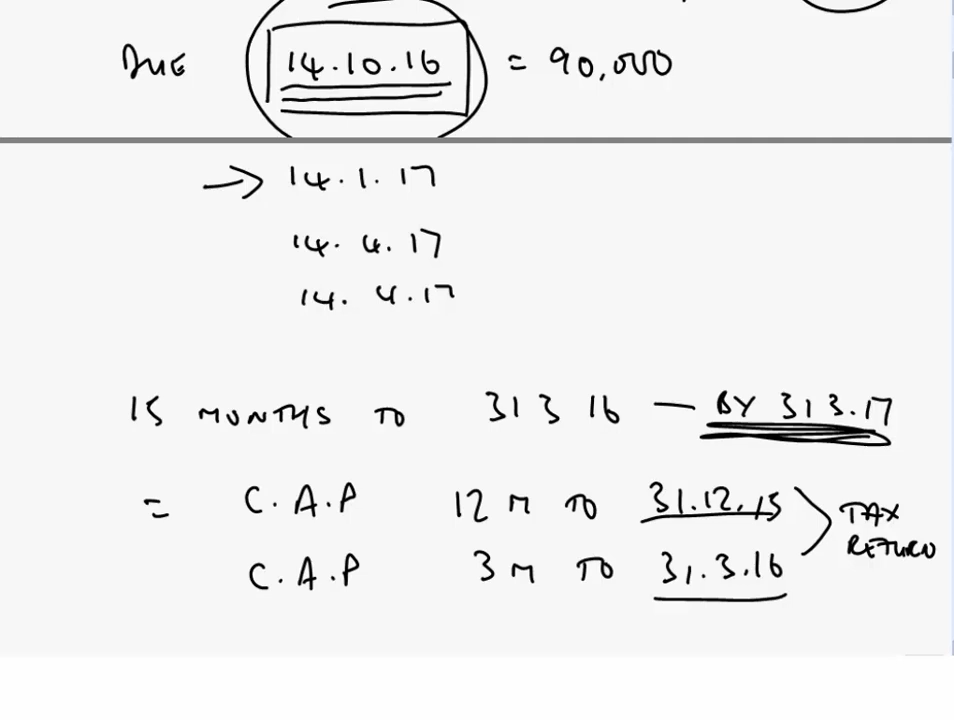 DUE 14.10.16 = 90,000
→ 14.1.17
14. 4.17
14. 4.17
15 MONTHS TO 31 3 16 — BY 31 3.17
= C.A.P 12 M TO 31.12.15
TAX
RETURN
C.A.P 3 M TO 31.3.16